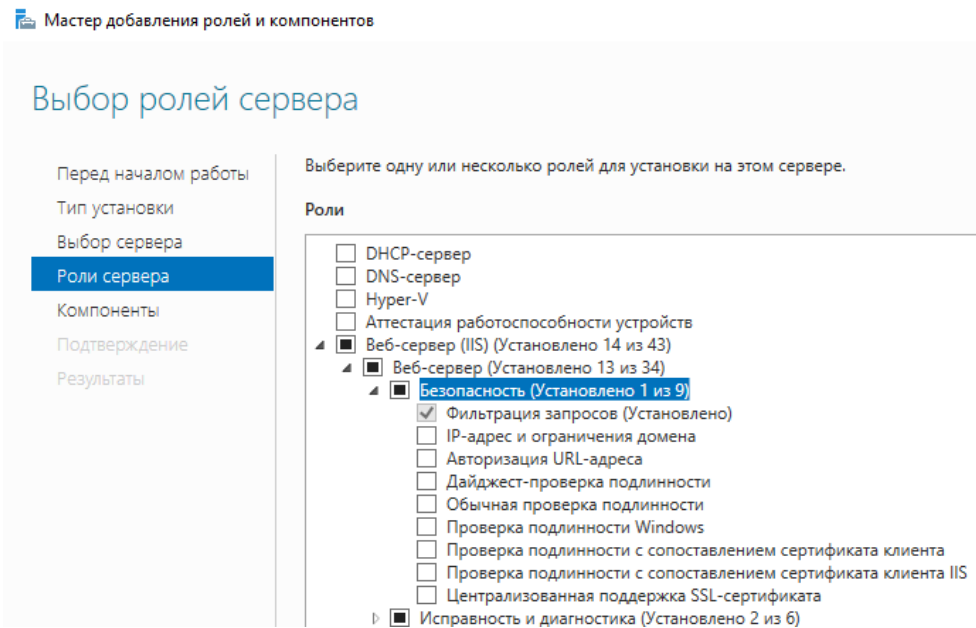 Мастер добавления ролей и компонентов
Выбор ролей сервера
Перед началом работы
Тип установки
Выбор сервера
Роли сервера
Компоненты
Подтверждение
Результаты
Выберите одну или несколько ролей для установки на этом сервере.
Роли
DHCP-сервер
DNS-сервер
Hyper-V
Аттестация работоспособности устройств
Веб-сервер (IIS) (Установлено 14 из 43)
Веб-сервер (Установлено 13 из 34)
Безопасность (Установлено 1 из 9)
Фильтрация запросов (Установлено)
IP-адрес и ограничения домена
Авторизация URL-адреса
Дайджест-проверка подлинности
Обычная проверка подлинности
Проверка подлинности Windows
Проверка подлинности с сопоставлением сертификата клиента
Проверка подлинности с сопоставлением сертификата клиента IIS
Централизованная поддержка SSL-сертификата
Исправность и диагностика (Установлено 2 из 6)